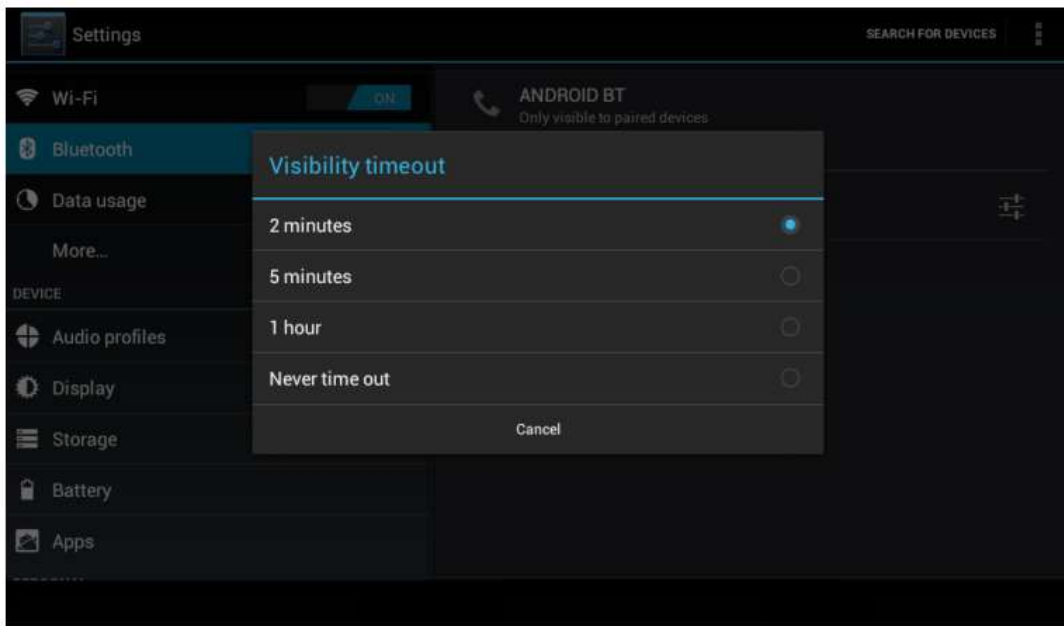 Settings
SEARCH FOR DEVICES
Wi-Fi
ON
ANDROID BT
Only visible to paired devices
Bluetooth
Visibility timeout
Data usage
2 minutes
More...
5 minutes
DEVICE
1 hour
Audio profiles
Never time out
Display
Cancel
Storage
Battery
Apps